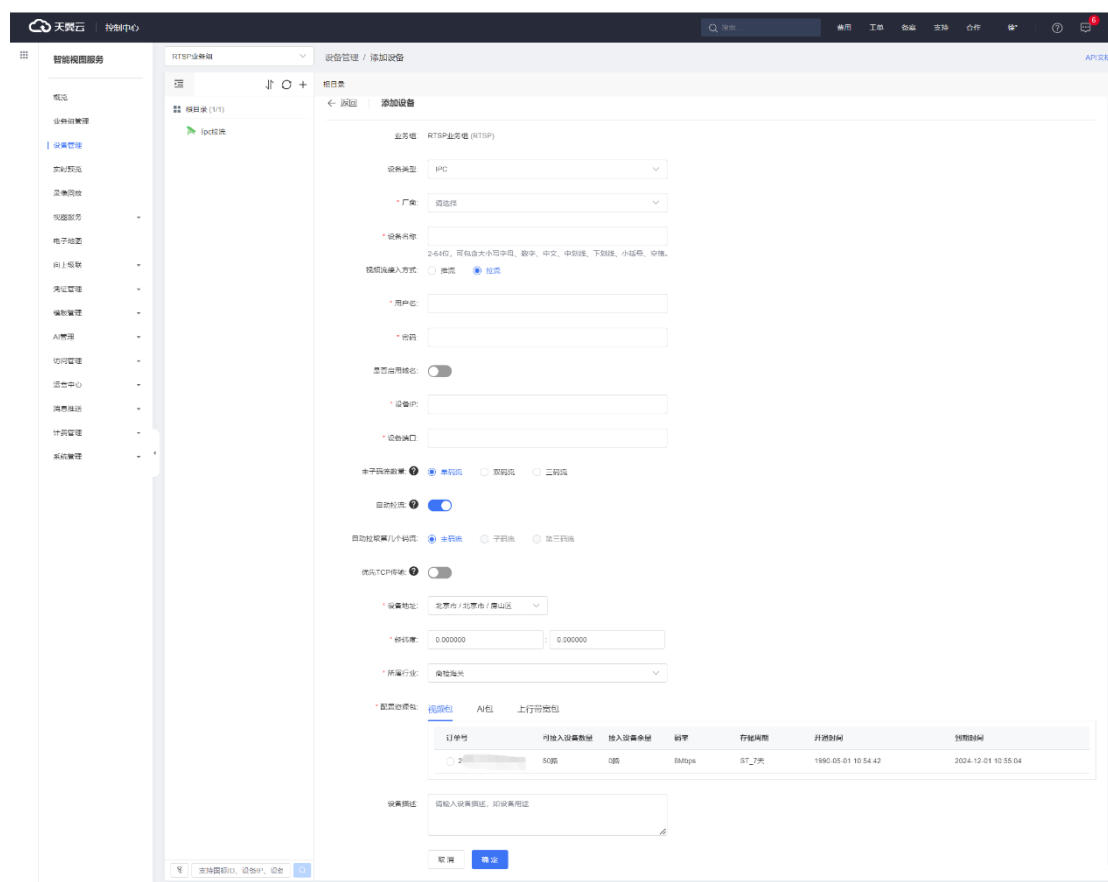 天翼云 控制中心 搜索... 费用 工单 备案 支持 合作 6
智能视图服务 RTSP业务组 设备管理 / 添加设备 API文档
根目录
概览 根目录 (1/1) ← 返回 添加设备
业务组管理 ipc拉流 业务组: RTSP业务组 (RTSP)
设备管理
实时预览 设备类型: IPC
录像回放 * 厂商: 请选择
视图服务
电子地图 * 设备名称:
2-64位，可包含大小写字母、数字、中文、中划线、下划线、小括号、空格。
向上级联 视频流接入方式: 推流 拉流
凭证管理
模板管理 * 用户名:
AI管理 * 密码:
访问管理 是否启用域名:
运营中心
消息推送 * 设备IP:
计费管理 * 设备端口:
系统管理
主子码流数量: 单码流 双码流 三码流
自动拉流:
自动拉取第几个码流: 主码流 子码流 第三码流
优先TCP传输:
* 设备地址: 北京市 / 北京市 / 房山区
* 经纬度: 0.000000 : 0.000000
* 所属行业: 商检海关
* 配置资源包: 视频包 AI包 上行带宽包
订单号 可接入设备数量 接入设备余量 码率 存储周期 开通时间 到期时间
2 50路 0路 8Mbps ST_7天 1990-05-01 10:54:42 2024-12-01 10:55:04
设备描述: 请输入设备描述，如设备用途
取消 确定
支持国标ID、设备IP、设备